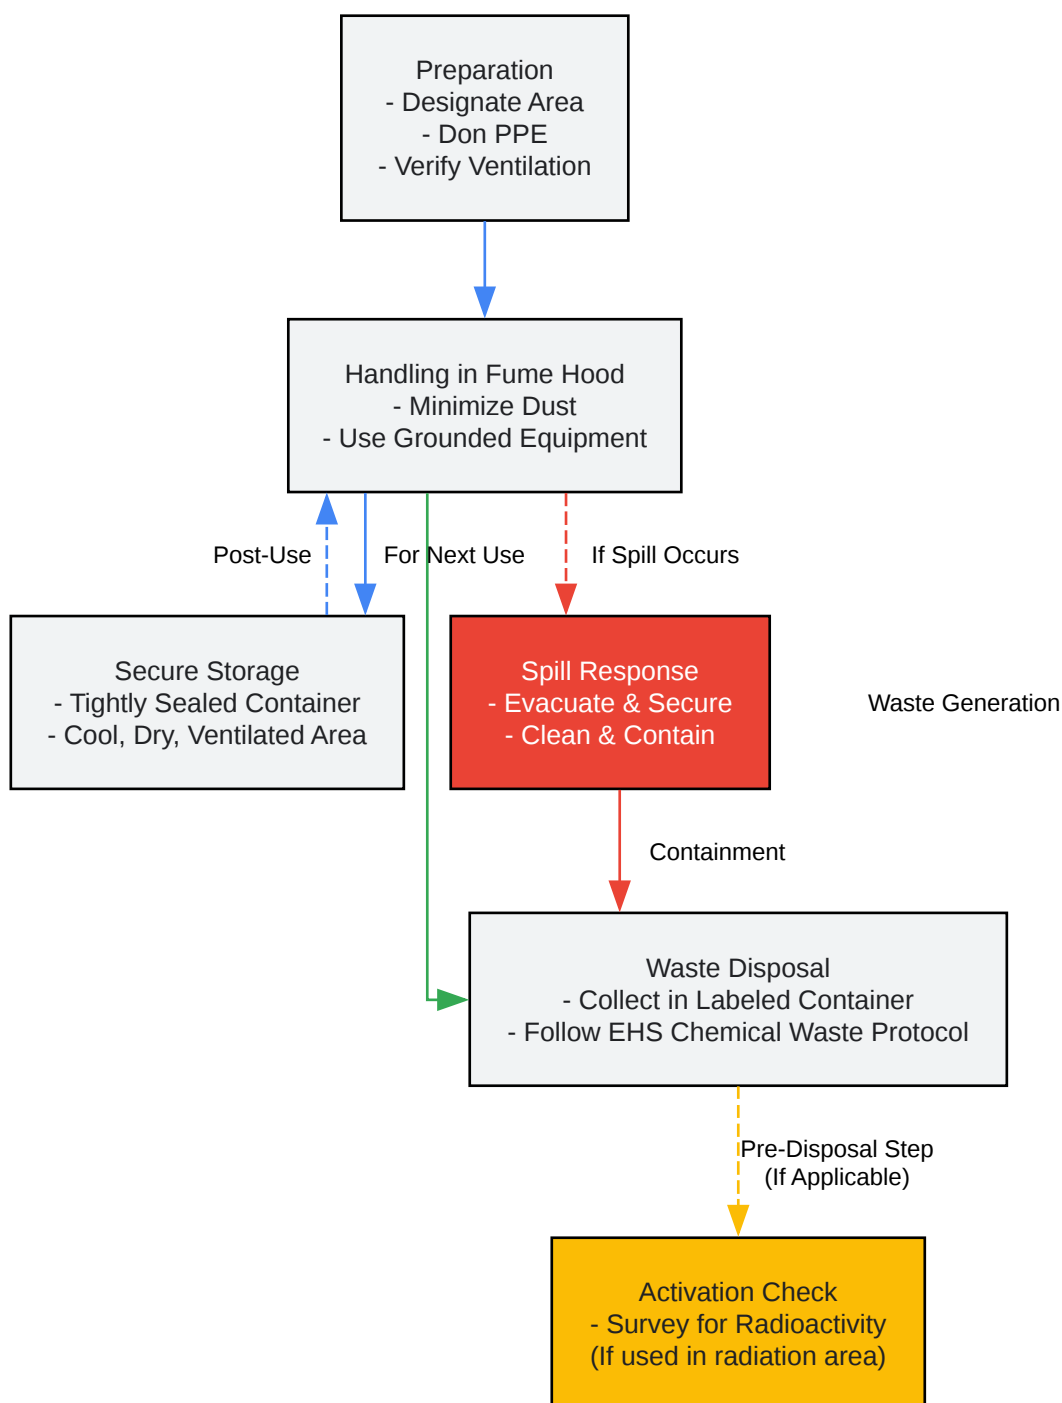 Preparation
- Designate Area
- Don PPE
- Verify Ventilation
Handling in Fume Hood
- Minimize Dust
- Use Grounded Equipment
Post-Use
For Next Use
If Spill Occurs
Secure Storage
- Tightly Sealed Container
- Cool, Dry, Ventilated Area
Spill Response
- Evacuate & Secure
- Clean & Contain
Waste Generation
Containment
Waste Disposal
- Collect in Labeled Container
- Follow EHS Chemical Waste Protocol
Pre-Disposal Step
(If Applicable)
Activation Check
- Survey for Radioactivity
(If used in radiation area)